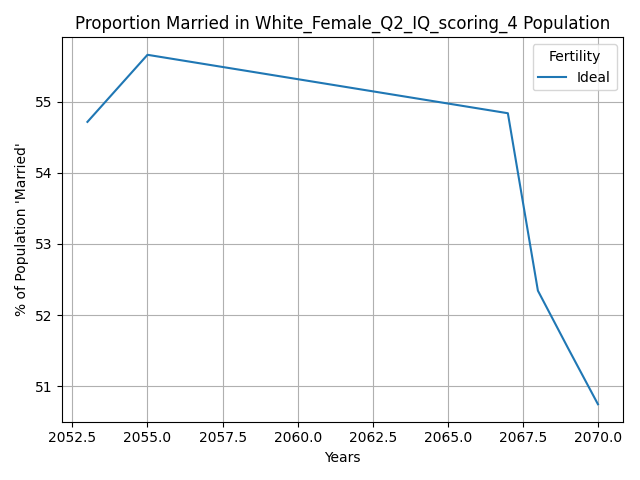 Proportion Married in White_Female_Q2_IQ_scoring_4 Population
Fertility
Ideal
% of Population 'Married'
55
54
53
52
51
2052.5 2055.0 2057.5 2060.0 2062.5 2065.0 2067.5 2070.0
Years